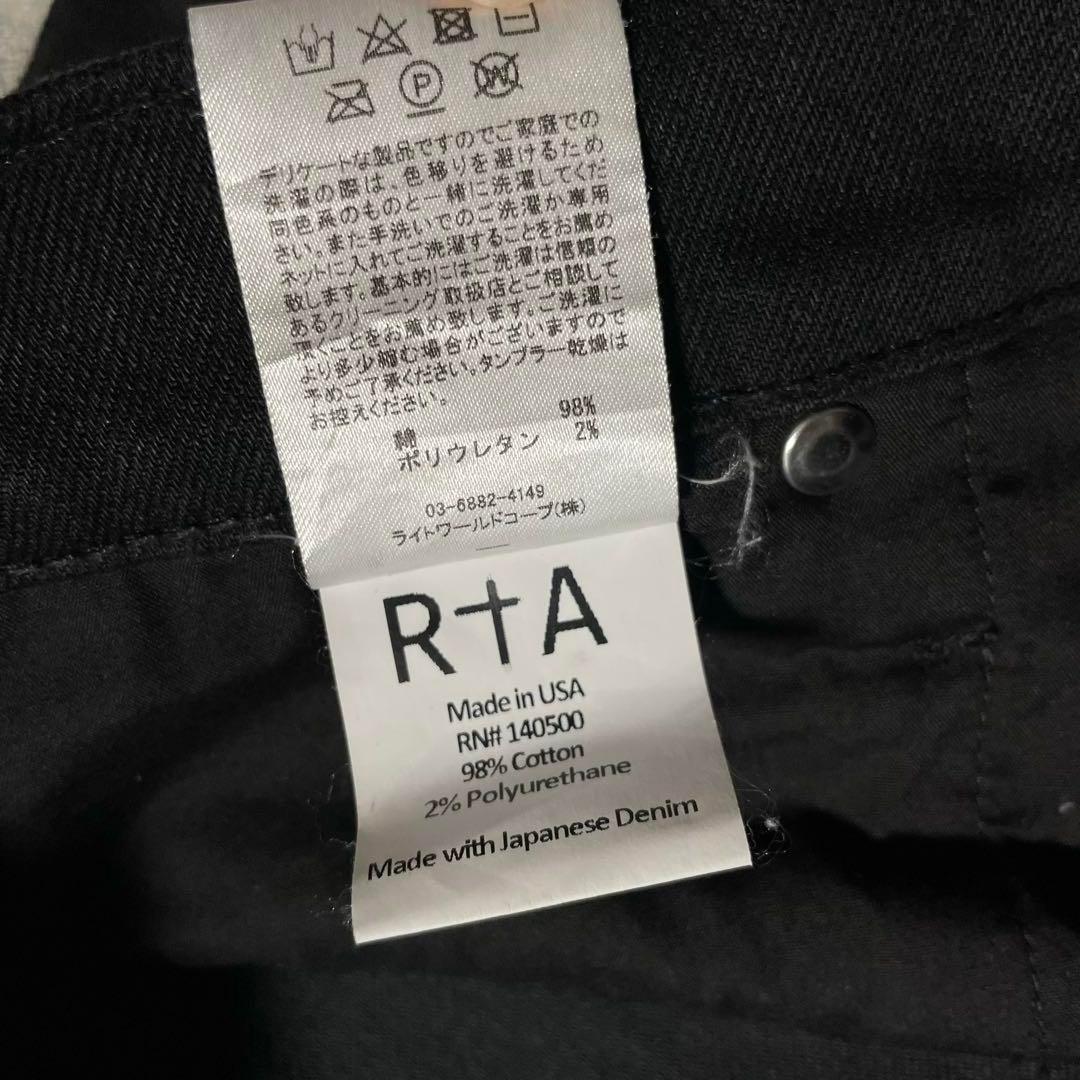 P
W
デリケートな製品ですのでご家庭での
洗濯の際は、色移りを避けるため
同色系のものと一緒に洗濯してくだ
さい。また手洗いでのご洗濯か専用
ネットに入れてご洗濯することをお薦め
致します。基本的にはご洗濯は信頼の
あるクリーニング取扱店とご相談して
頂くことをお薦め致します。ご洗濯に
より多少縮む場合がございますので
予めご了承ください。タンブラー乾燥は
お控えください。
綿 98%
ポリウレタン 2%
03-6882-4149
ライトワールドコープ(株)
R†A
Made in USA
RN# 140500
98% Cotton
2% Polyurethane
Made with Japanese Denim